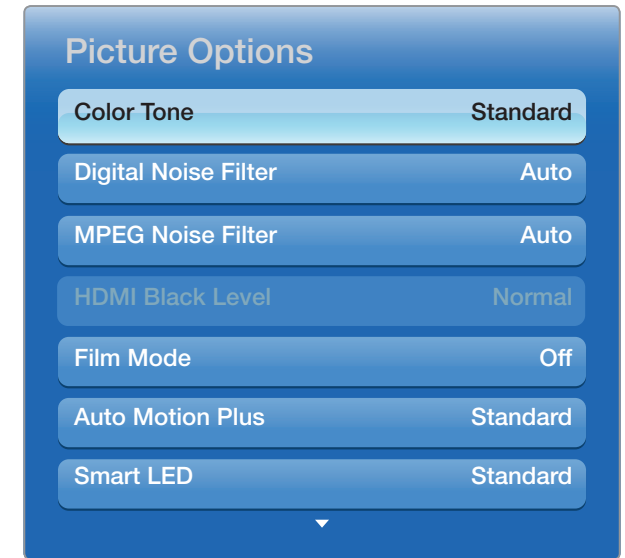 Picture Options
Color Tone Standard
Digital Noise Filter Auto
MPEG Noise Filter Auto
HDMI Black Level Normal
Film Mode Off
Auto Motion Plus Standard
Smart LED Standard